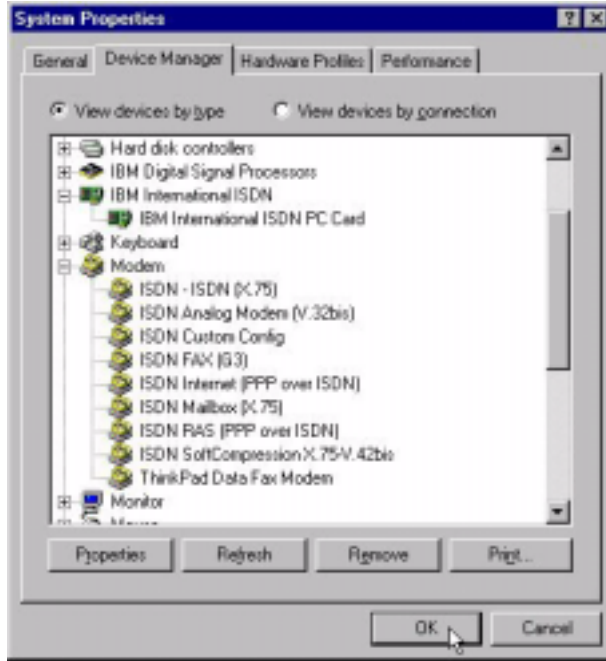 System Properties
General Device Manager Hardware Profiles Performance
View devices by type View devices by connection
Hard disk controllers
IBM Digital Signal Processors
IBM International ISDN
IBM International ISDN PC Card
Keyboard
Modem
ISDN - ISDN (X.75)
ISDN Analog Modem (V.32bis)
ISDN Custom Config
ISDN FAX (G3)
ISDN Internet (PPP over ISDN)
ISDN Mailbox (X.75)
ISDN RAS (PPP over ISDN)
ISDN SoftCompression X.75-V.42bis
ThinkPad Data Fax Modem
Monitor
Mouse
Properties Refresh Remove Print...
OK Cancel